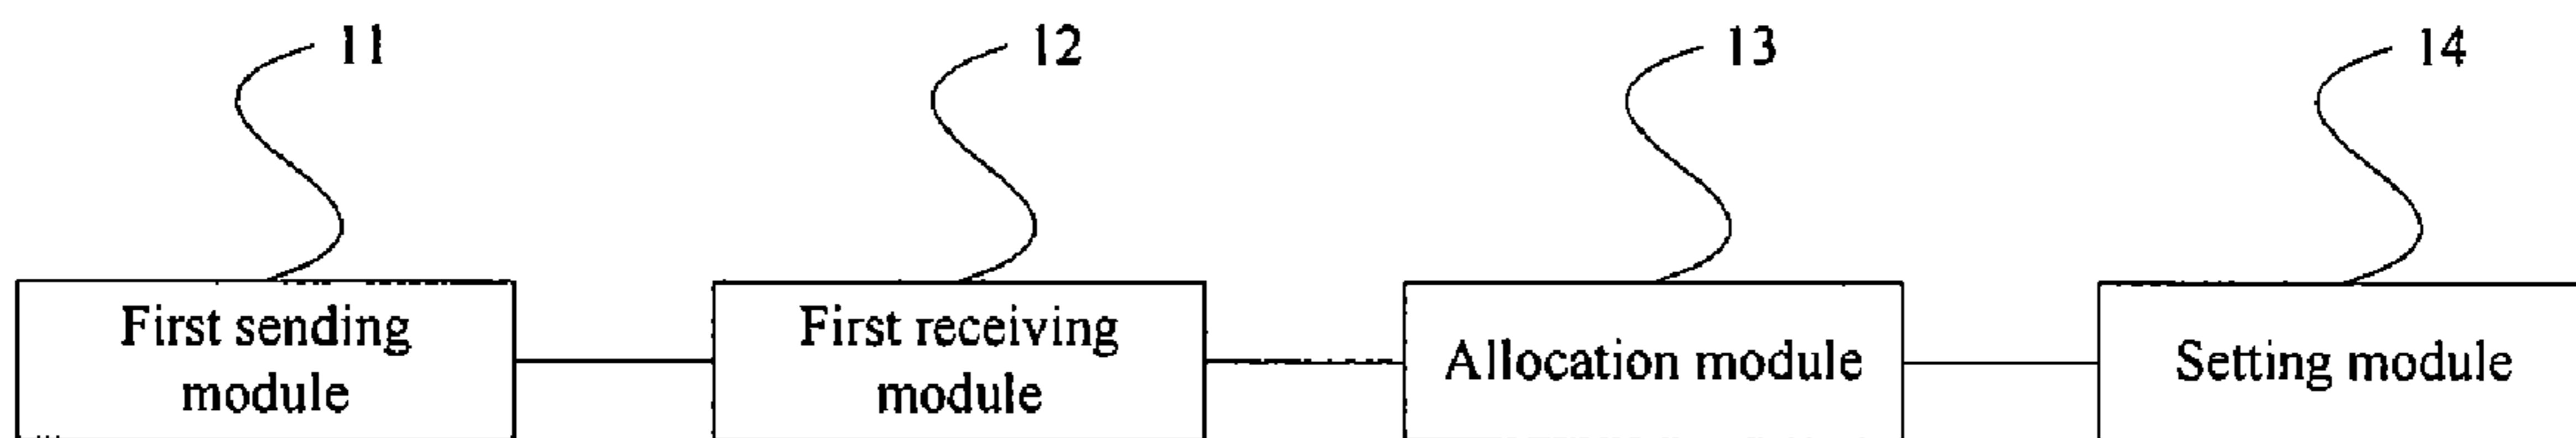 11
12
13
14
First sending
module
First receiving
module
Allocation module
Setting module